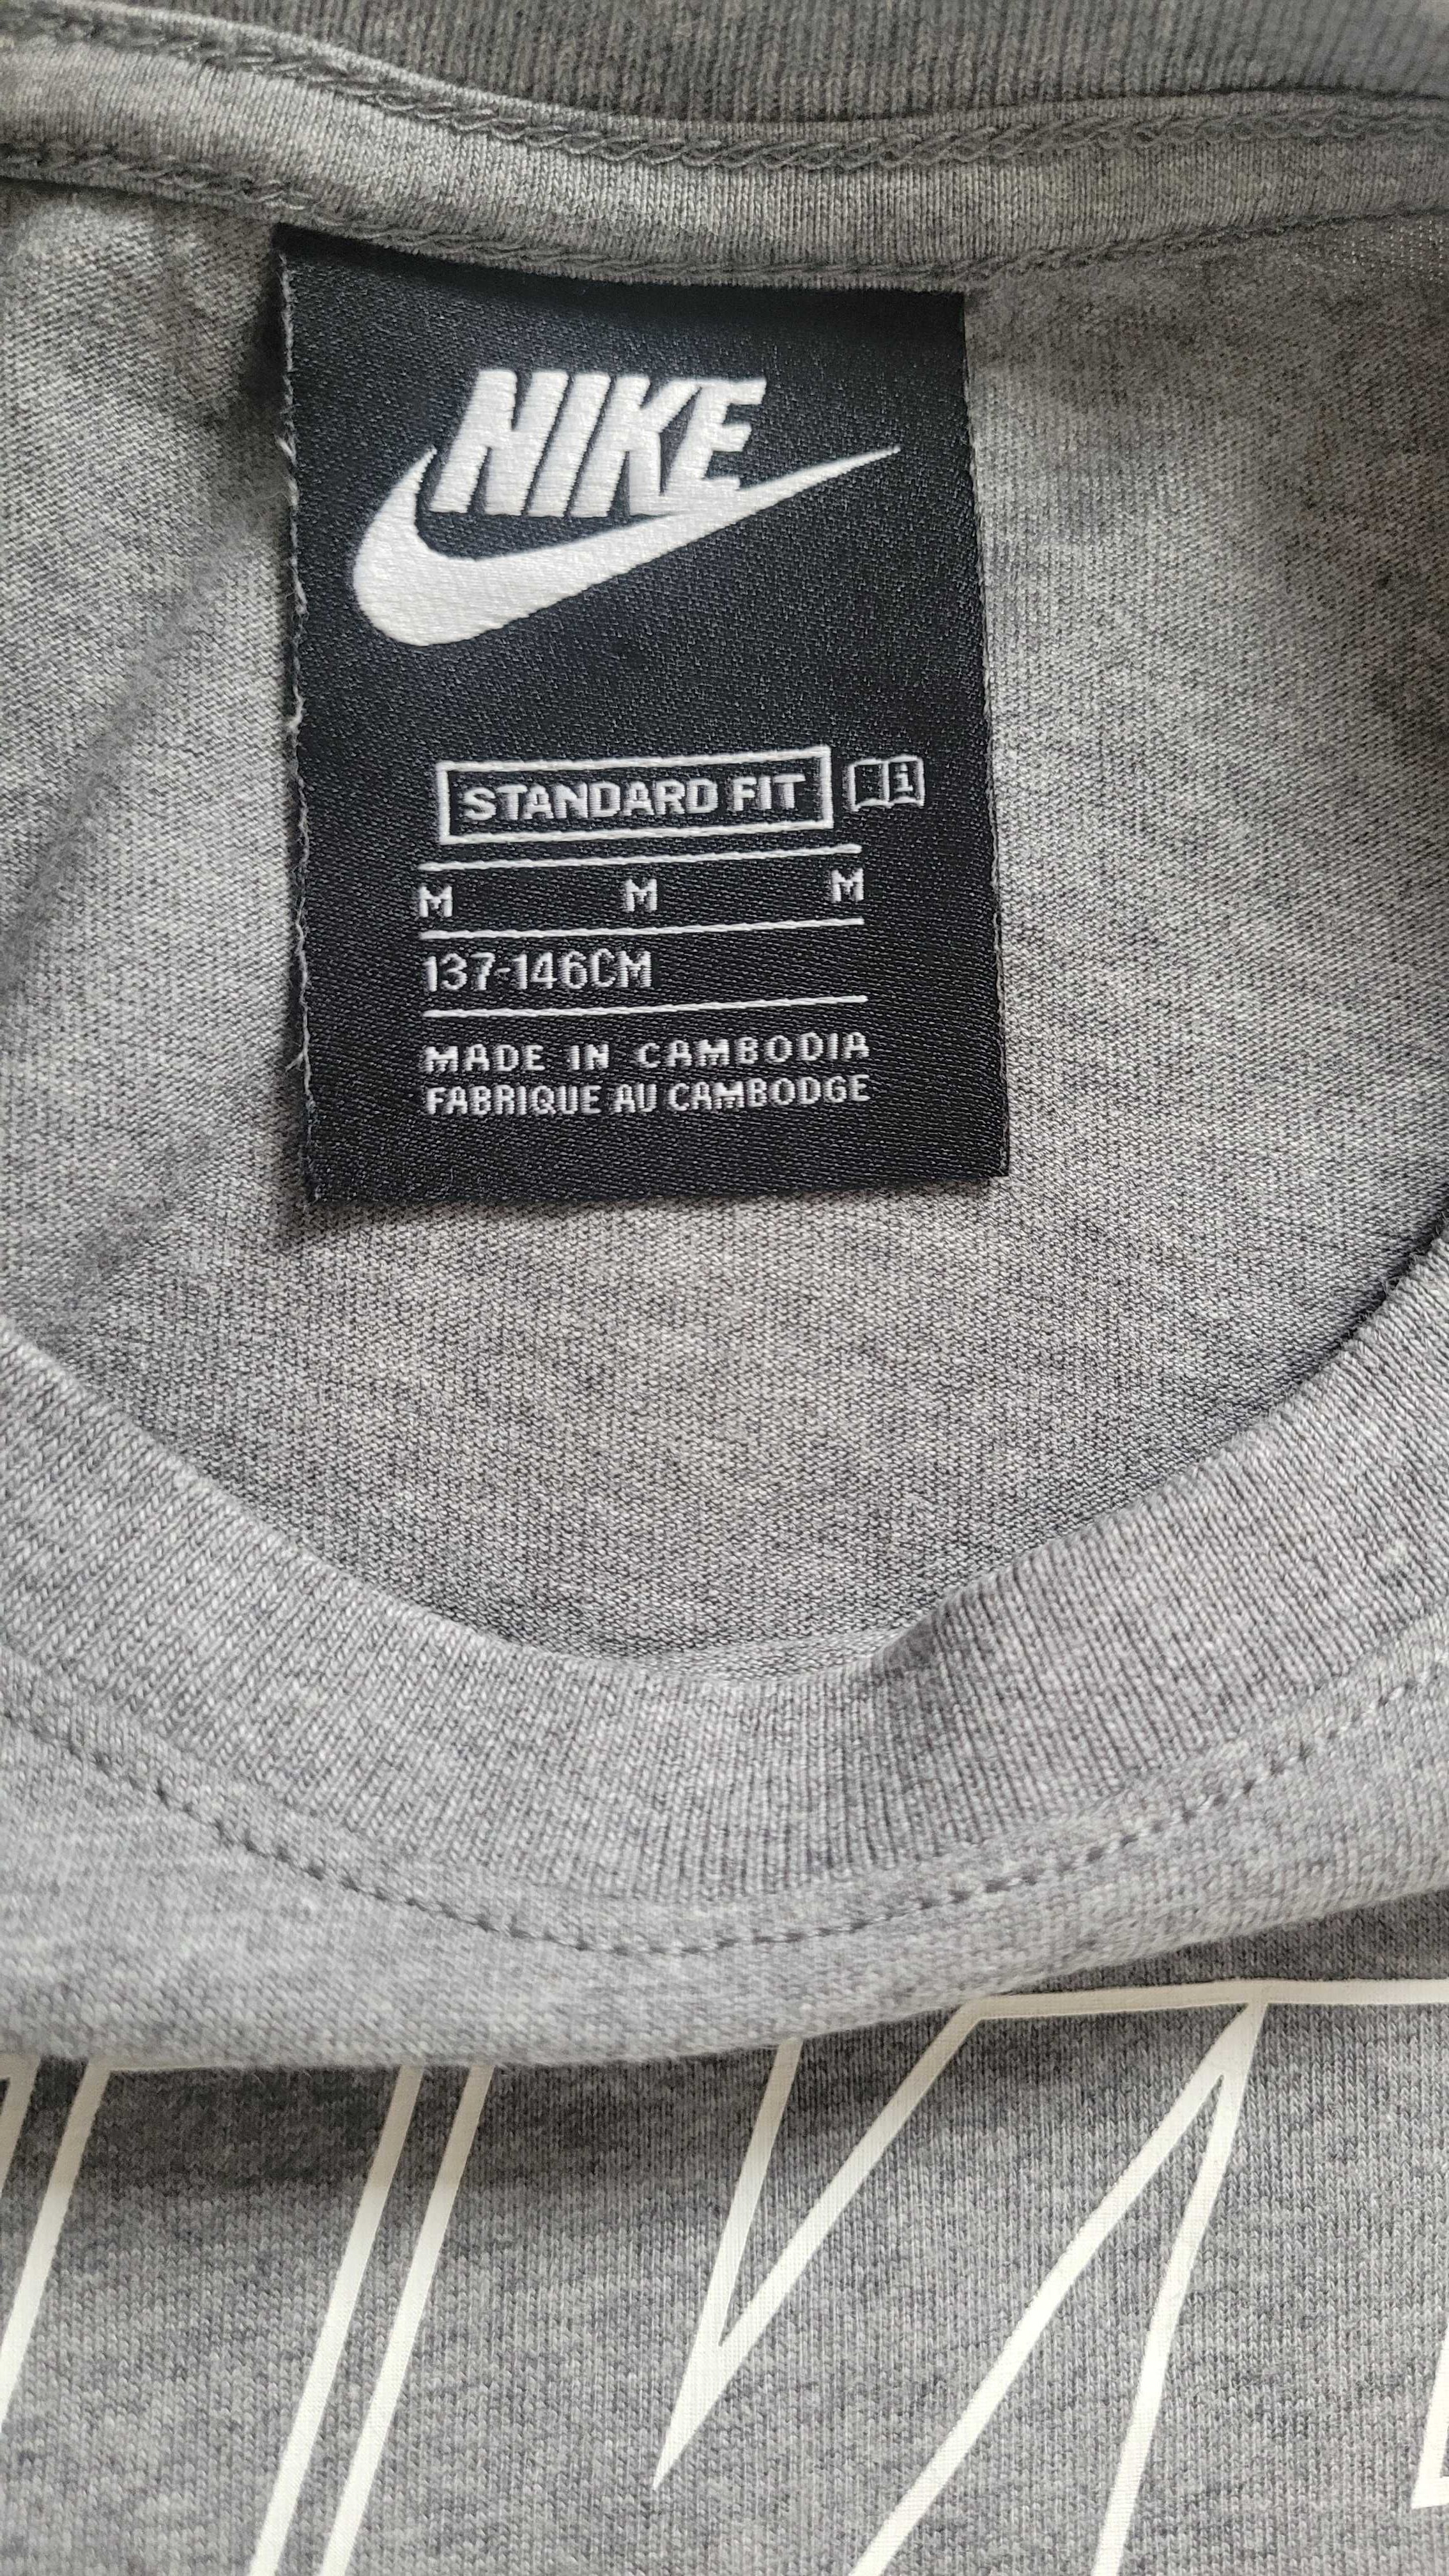 NIKE
STANDARD FIT i
M M M
137-146CM
MADE IN CAMBODIA
FABRIQUE AU CAMBODGE